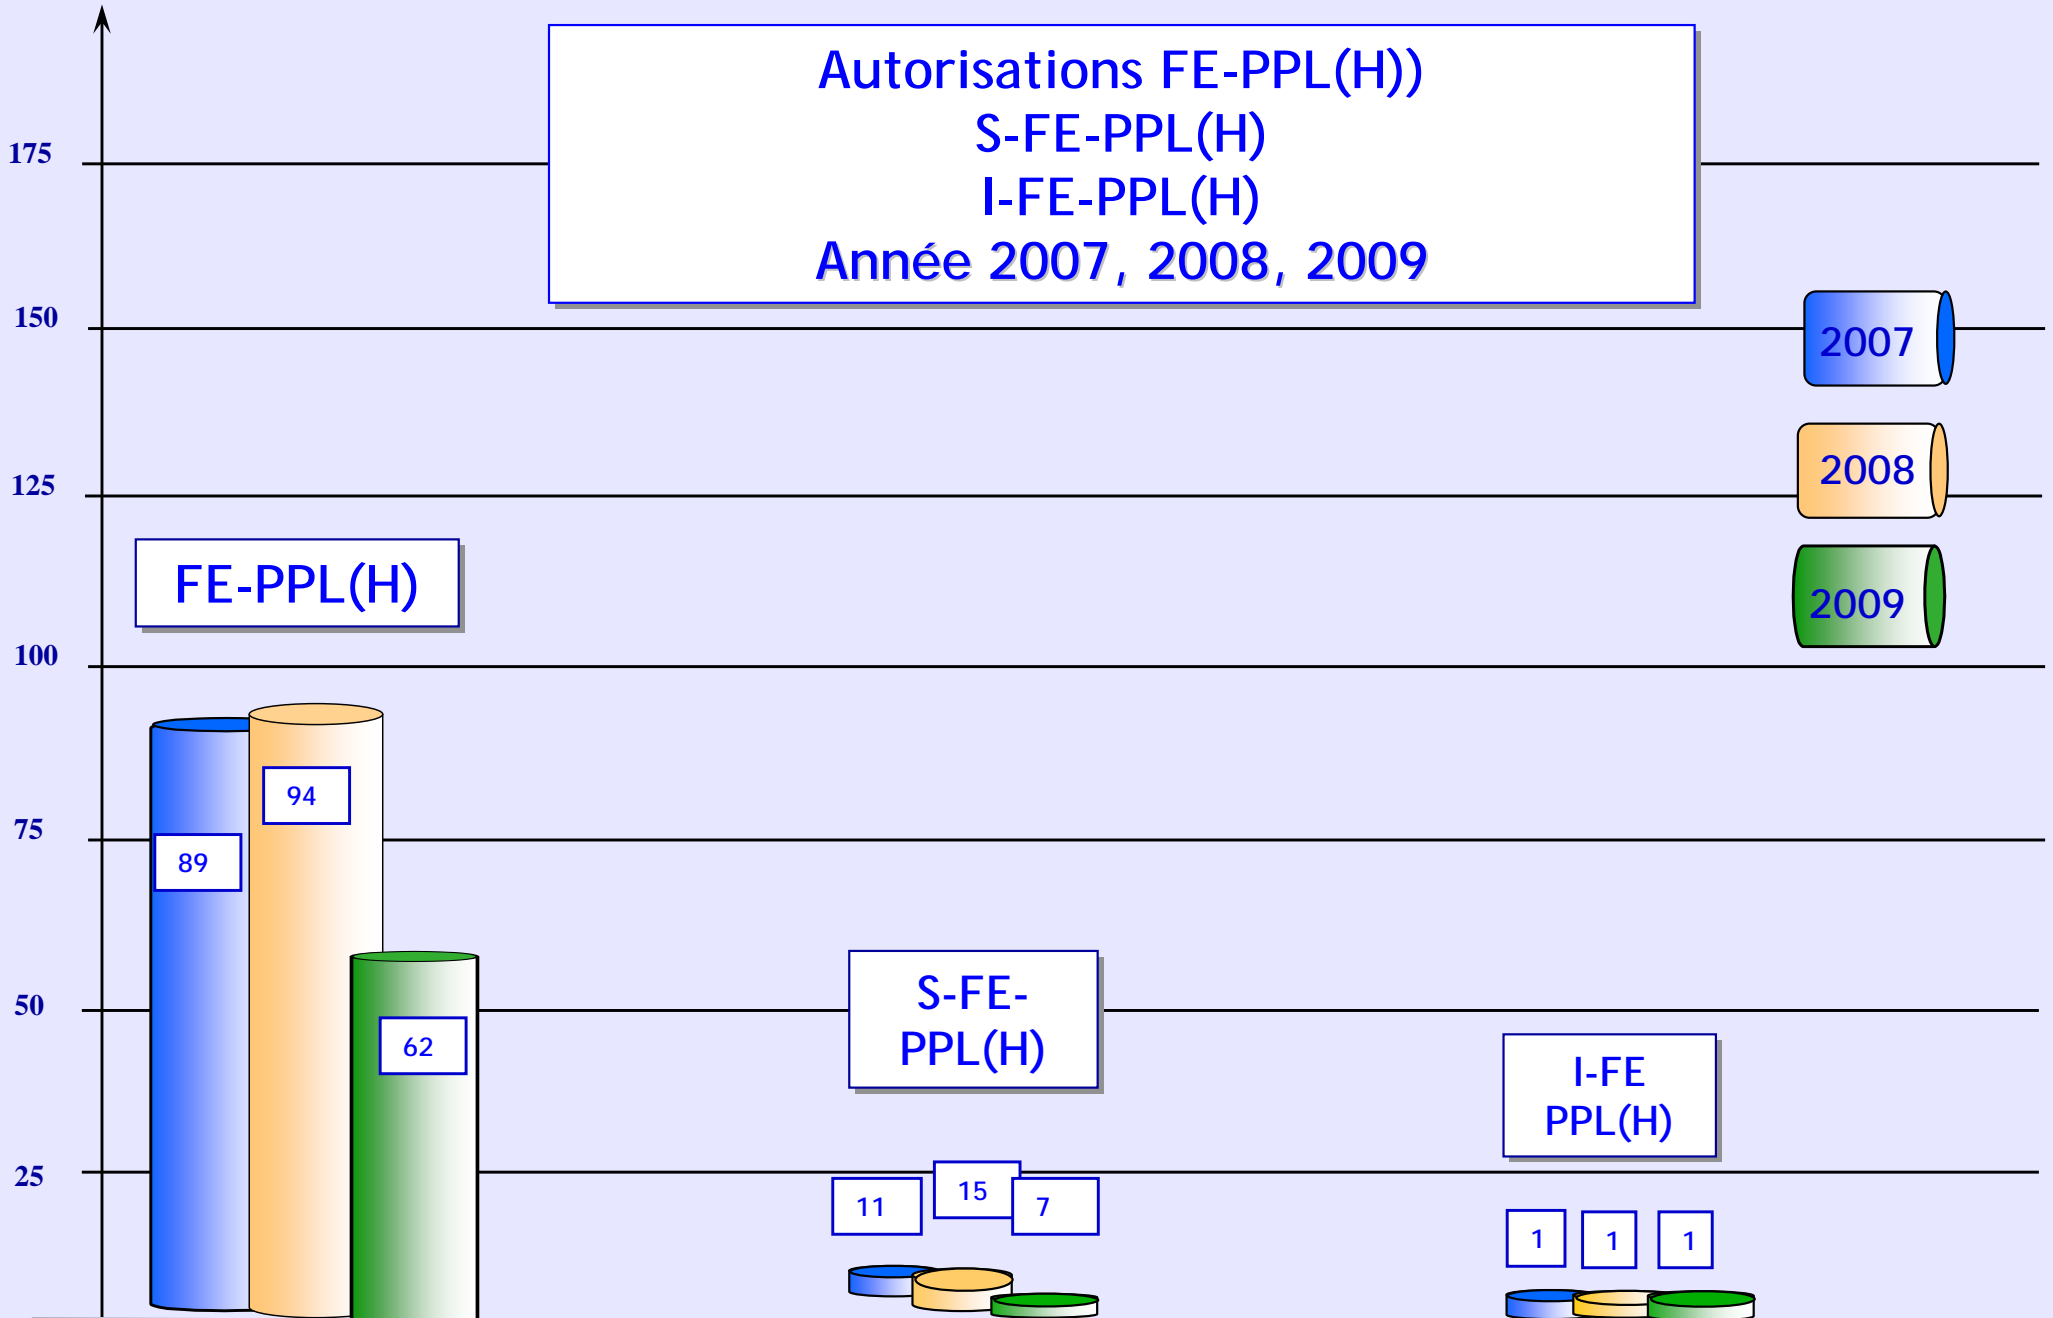 Autorisations FE-PPL(H))
S-FE-PPL(H)
I-FE-PPL(H)
Année 2007, 2008, 2009
175
150
2007
2008
125
FE-PPL(H)
2009
100
94
75
89
S-FE-
PPL(H)
50
62
I-FE
PPL(H)
25
11
15
7
1
1
1